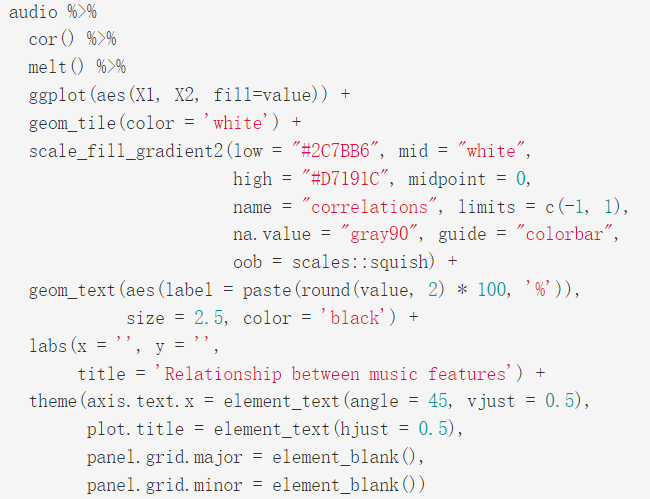 audio %>%
  cor() %>%
  melt() %>%
  ggplot(aes(X1, X2, fill=value)) +
  geom_tile(color = 'white') +
  scale_fill_gradient2(low = "#2C7BB6", mid = "white",
                       high = "#D7191C", midpoint = 0,
                       name = "correlations", limits = c(-1, 1),
                       na.value = "gray90", guide = "colorbar",
                       oob = scales::squish) +
  geom_text(aes(label = paste(round(value, 2) * 100, '%')),
            size = 2.5, color = 'black') +
  labs(x = '', y = '',
       title = 'Relationship between music features') +
  theme(axis.text.x = element_text(angle = 45, vjust = 0.5),
        plot.title = element_text(hjust = 0.5),
        panel.grid.major = element_blank(),
        panel.grid.minor = element_blank())